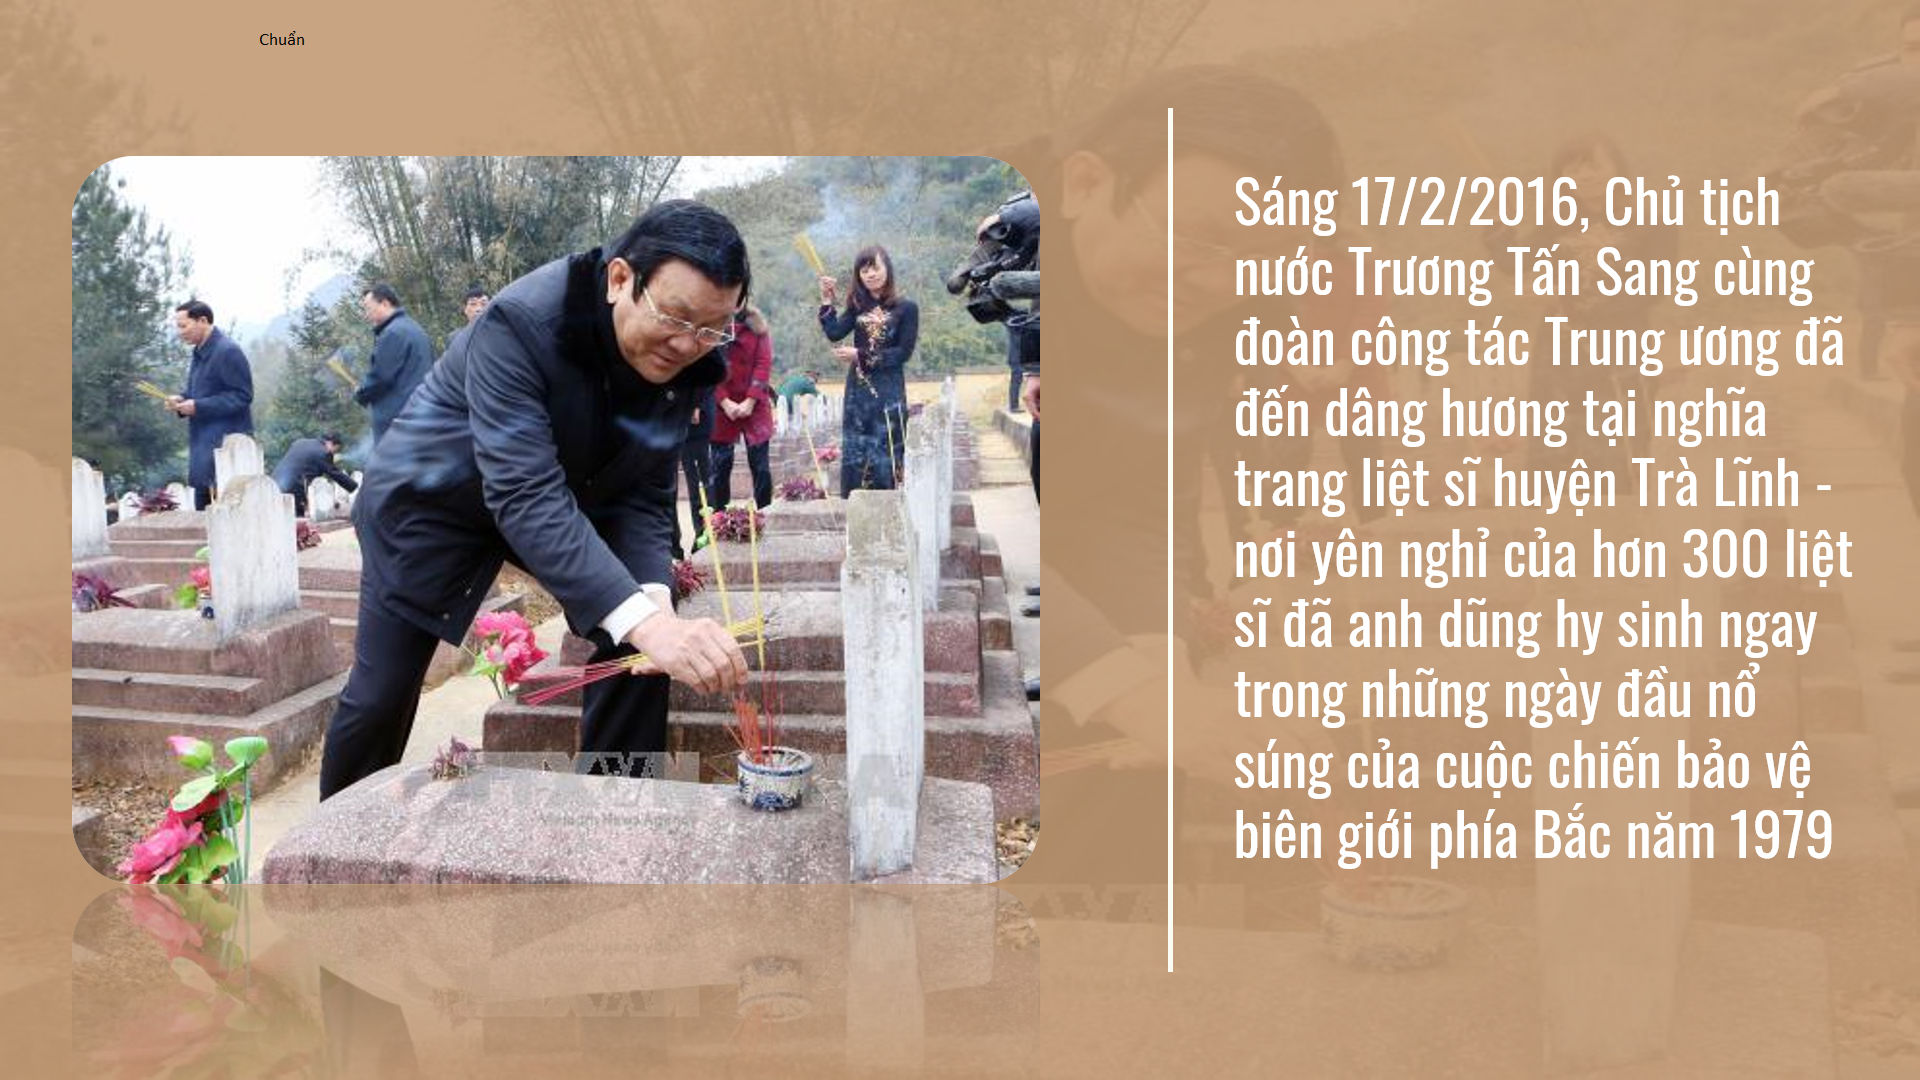 Chuẩn
Sáng 17/2/2016, Chủ tịch
nước Trương Tấn Sang cùng
đoàn công tác Trung ương đã
đến dâng hương tại nghĩa
trang liệt sĩ huyện Trà Lĩnh -
nơi yên nghỉ của hơn 300 liệt
sĩ đã anh dũng hy sinh ngay
trong những ngày đầu nổ
súng của cuộc chiến bảo vệ
biên giới phía Bắc năm 1979
Vietnam News Agency